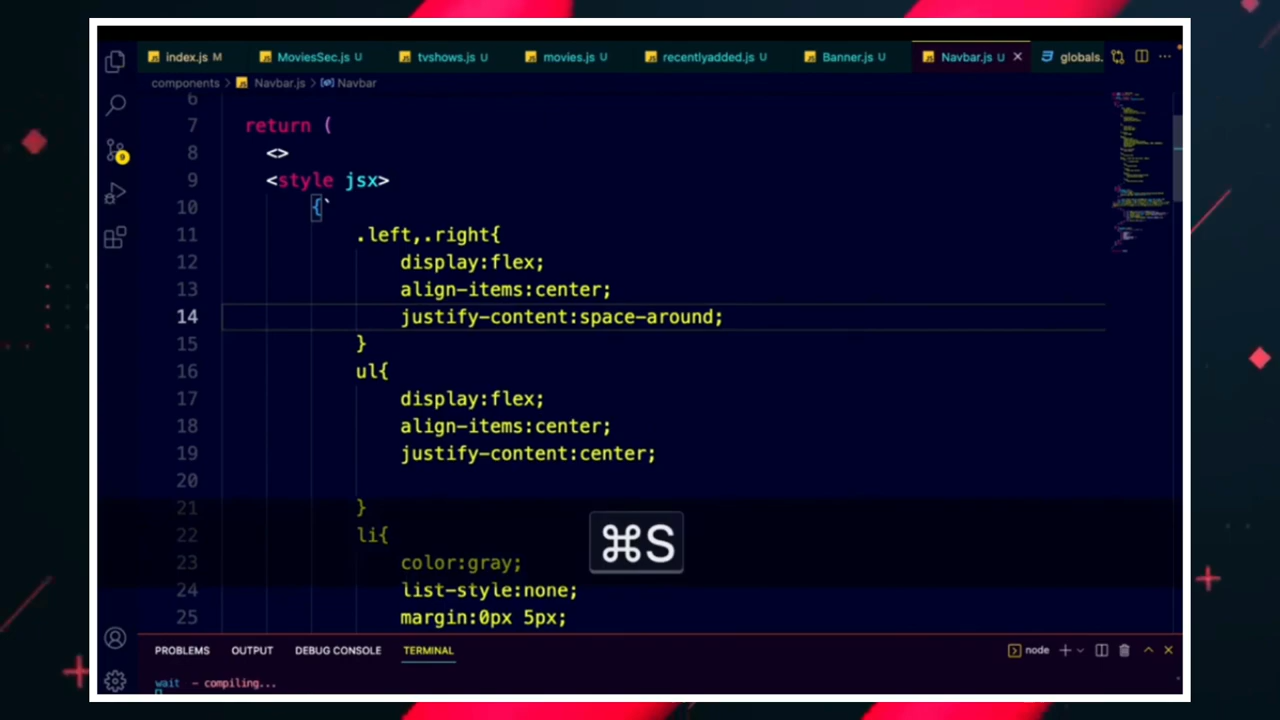 index.js M
MoviesSec.js U
tvshows.js U
movies.js U
recentlyadded.js U
Banner.js U
Navbar.js U
globals.
components > Navbar.js > Navbar
6
7 return (
8 <>
9 <style jsx>
10 {`
11 .left,.right{
12 display:flex;
13 align-items:center;
14 justify-content:space-around;
15 }
16 ul{
17 display:flex;
18 align-items:center;
19 justify-content:center;
20
21 }
22 li{
23 color:gray;
24 list-style:none;
25 margin:0px 5px;
⌘S
9
PROBLEMS OUTPUT DEBUG CONSOLE TERMINAL
node
wait - compiling...